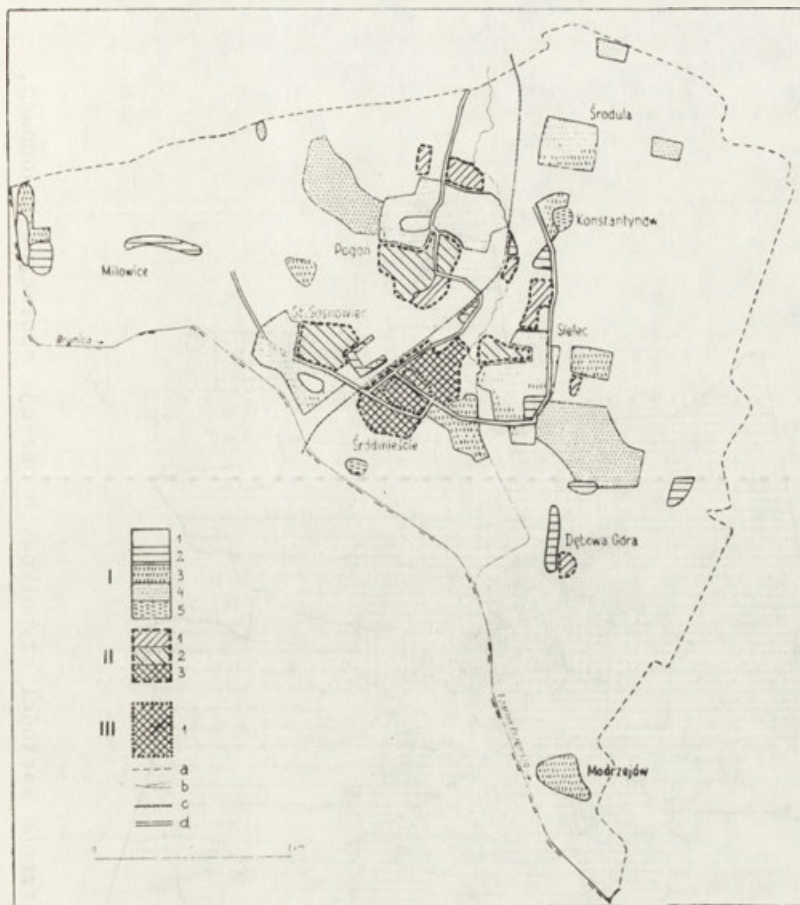 Środula
Konstantynów
Pogoń
Milowice
St. Sosnowiec
Brynica
Sielec
Śródmieście
Dębowa Góra
Modrzejów
I
1
2
3
4
5
II
1
2
3
III
1
a
b
c
d
0